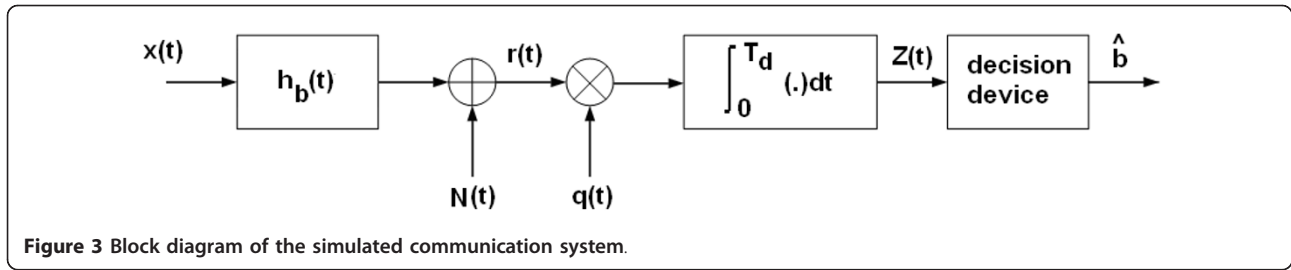 x(t)
h_b(t)
r(t)
N(t)
q(t)
∫_0^{T_d} (.)dt
Z(t)
decision
device
b̂
Figure 3 Block diagram of the simulated communication system.